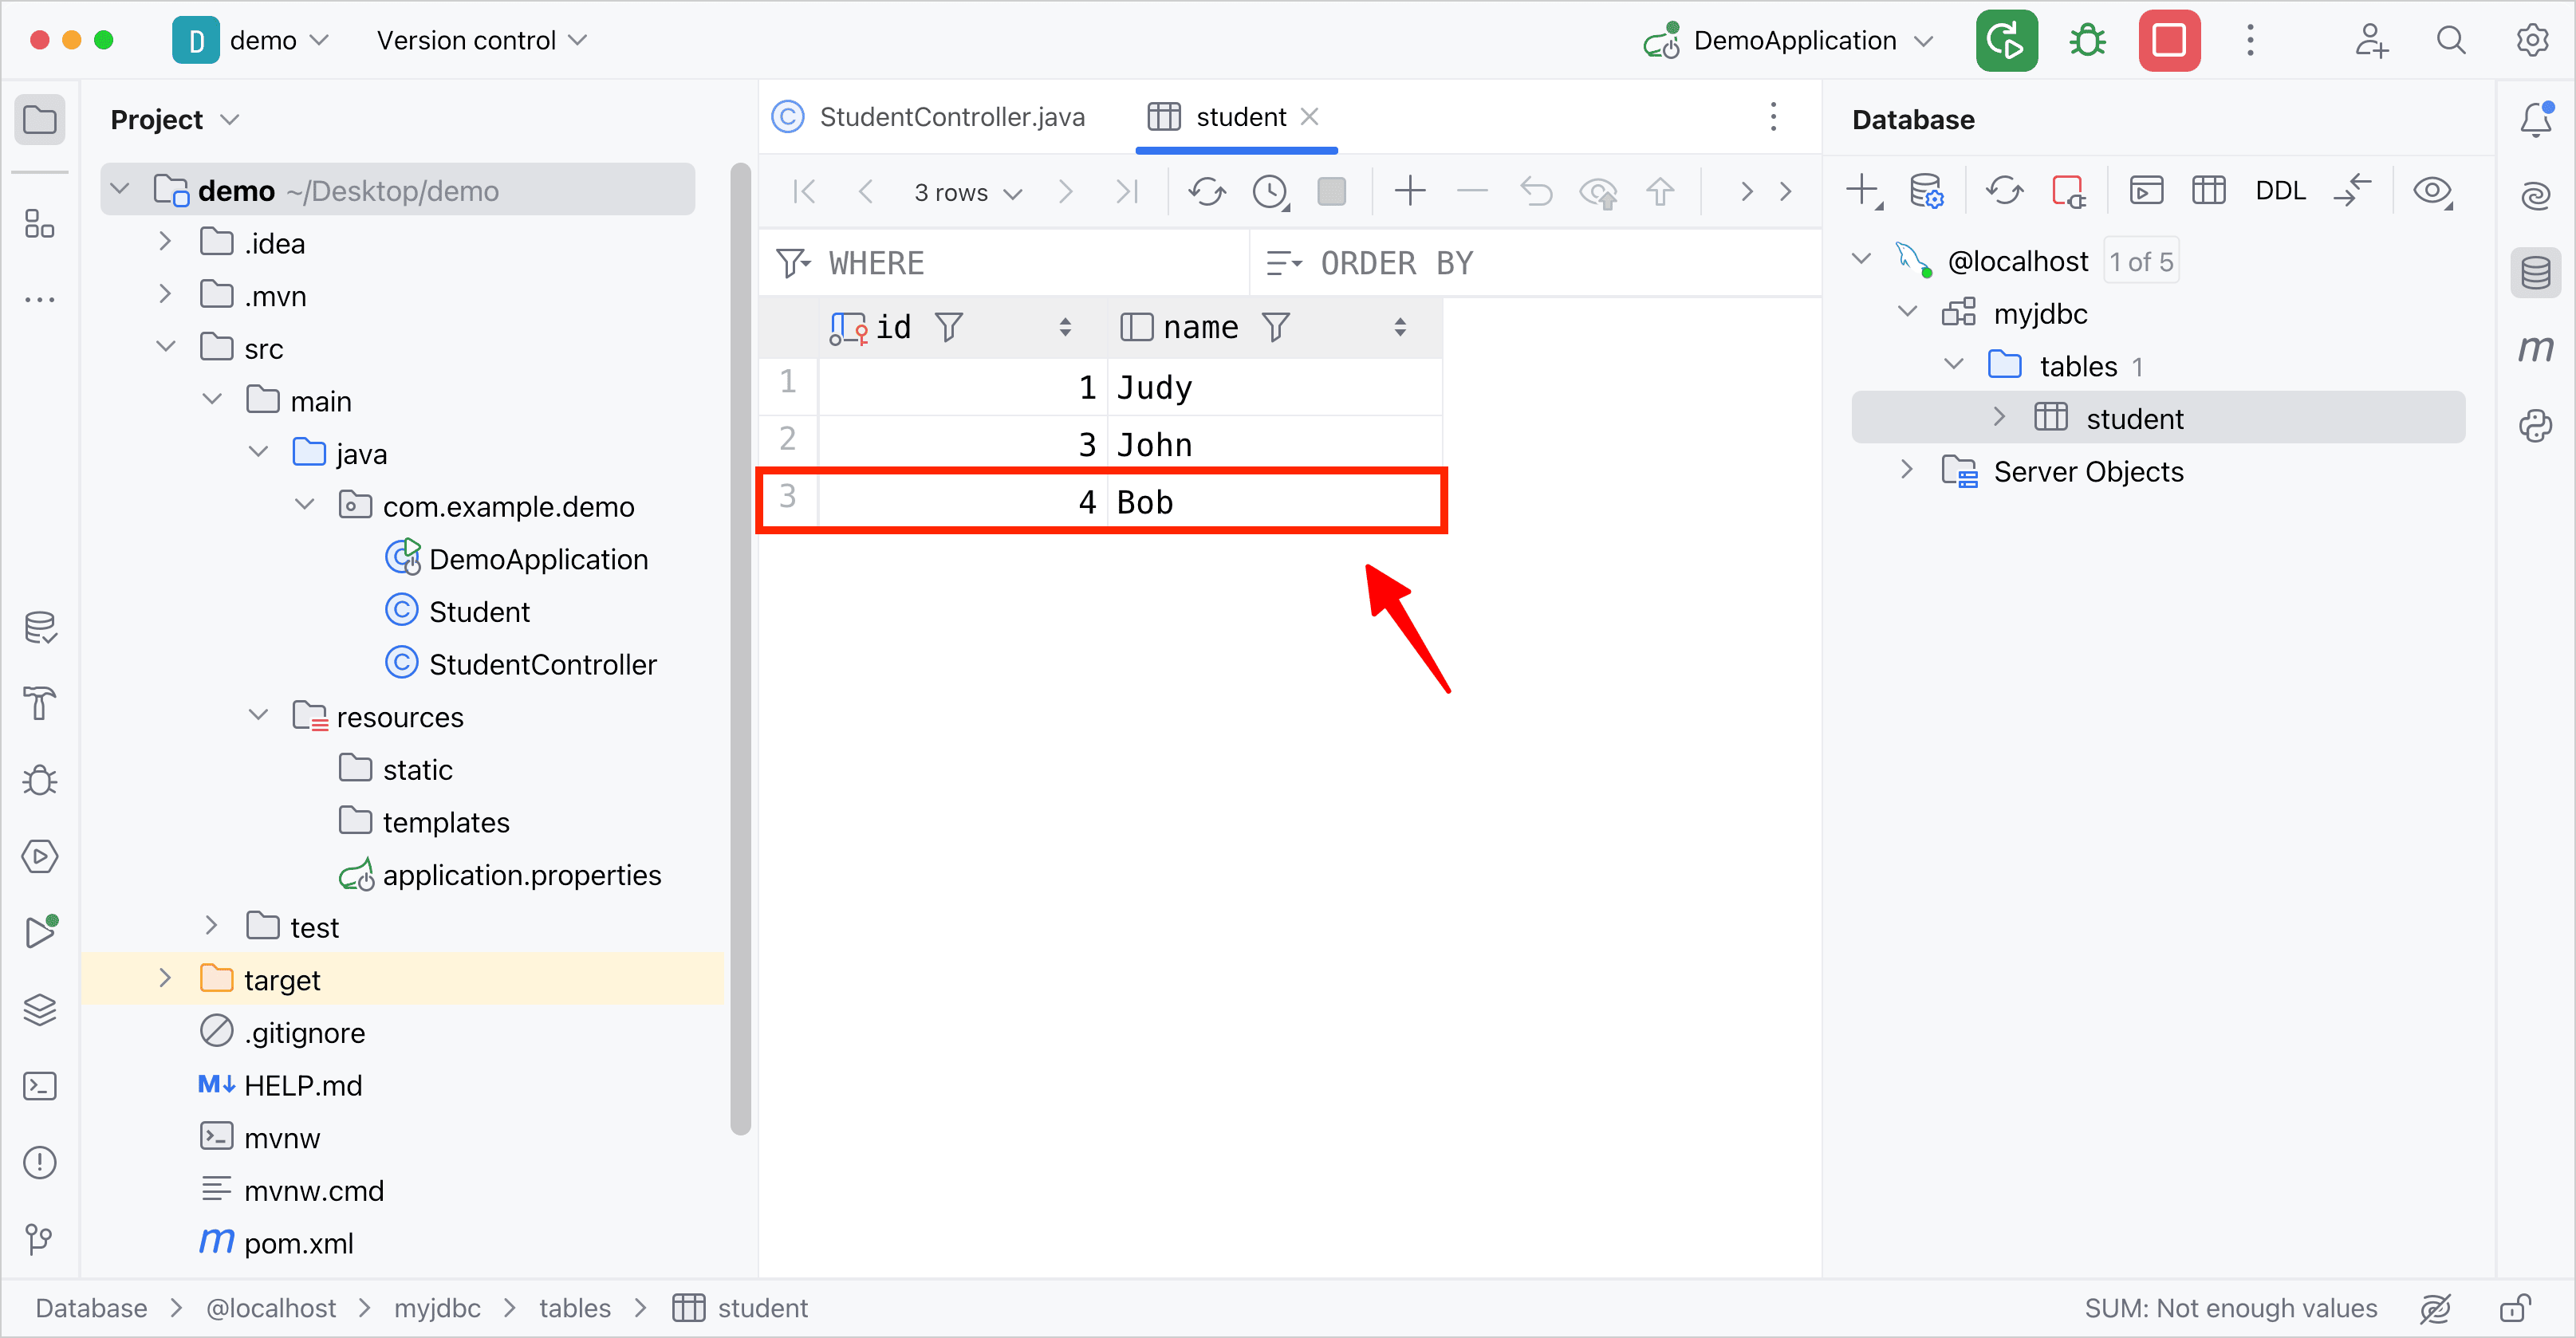 D demo Version control DemoApplication
Project
demo ~/Desktop/demo
.idea
.mvn
src
main
java
com.example.demo
DemoApplication
Student
StudentController
resources
static
templates
application.properties
test
target
.gitignore
M↓ HELP.md
mvnw
mvnw.cmd
m pom.xml
StudentController.java student
3 rows
WHERE ORDER BY
id name
1 1 Judy
2 3 John
3 4 Bob
Database
DDL
@localhost 1 of 5
myjdbc
tables 1
student
Server Objects
m
Database > @localhost > myjdbc > tables > student
SUM: Not enough values